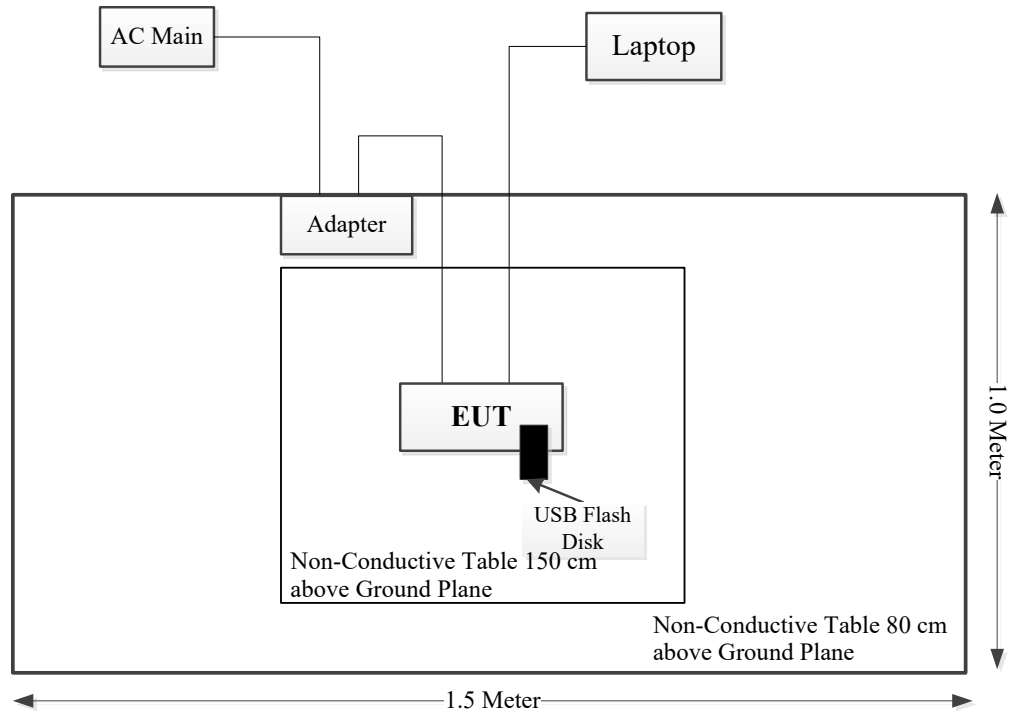 AC Main
Laptop
Adapter
EUT
USB Flash
Disk
Non-Conductive Table 150 cm
above Ground Plane
Non-Conductive Table 80 cm
above Ground Plane
1.0 Meter
1.5 Meter